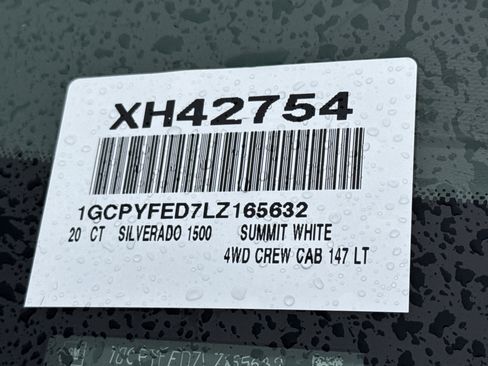 XH42754
1GCPYFED7LZ165632
20 CT SILVERADO 1500 SUMMIT WHITE
4WD CREW CAB 147 LT